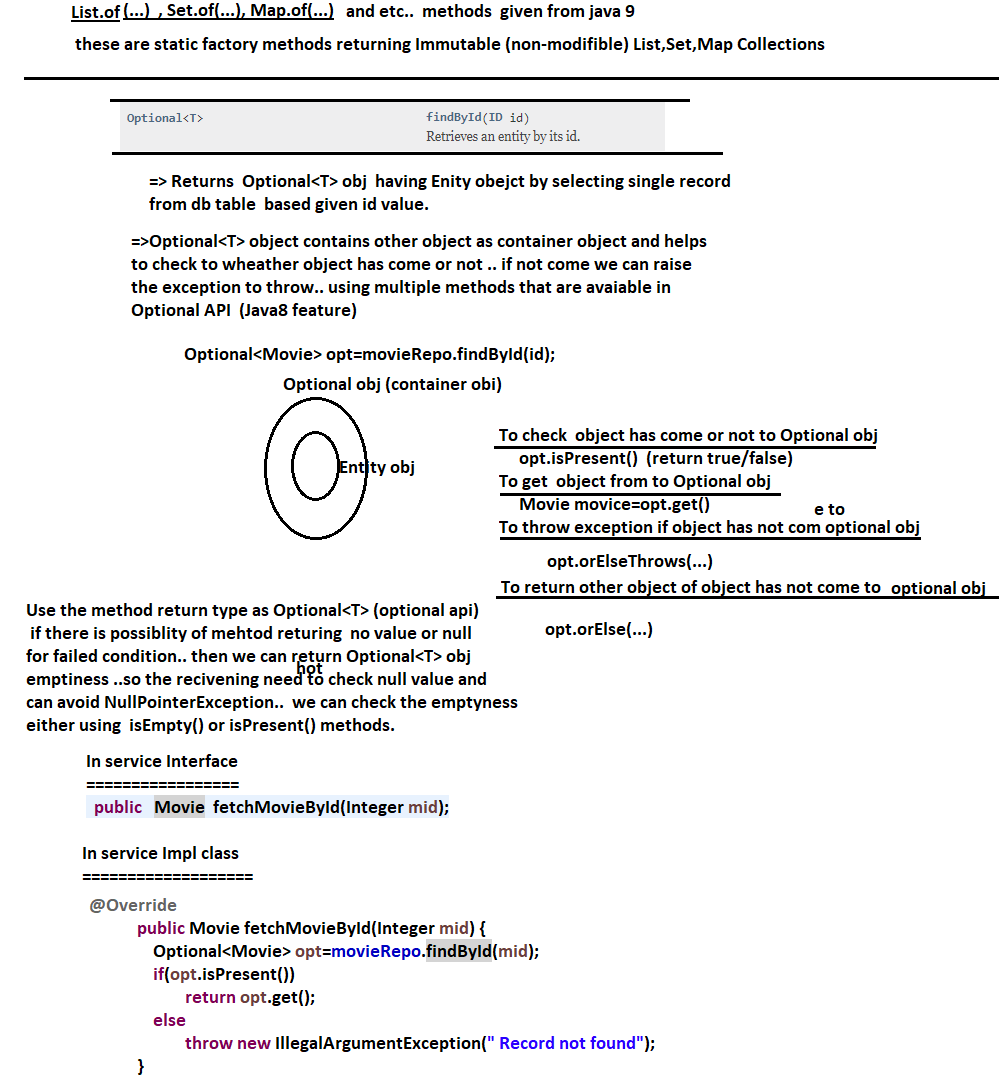 List.of (...) , Set.of(...), Map.of(...) and etc.. methods given from java 9
these are static factory methods returning Immutable (non-modifible) List,Set,Map Collections
Optional<T> findById(ID id)
Retrieves an entity by its id.
=> Returns Optional<T> obj having Enity obejct by selecting single record
from db table based given id value.
=>Optional<T> object contains other object as container object and helps
to check to wheather object has come or not .. if not come we can raise
the exception to throw.. using multiple methods that are avaiable in
Optional API (Java8 feature)
Optional<Movie> opt=movieRepo.findById(id);
Optional obj (container obi)
Entity obj
To check object has come or not to Optional obj
opt.isPresent() (return true/false)
To get object from to Optional obj
Movie movice=opt.get()
e to
To throw exception if object has not com optional obj
opt.orElseThrows(...)
To return other object of object has not come to optional obj
opt.orElse(...)
Use the method return type as Optional<T> (optional api)
if there is possiblity of mehtod returing no value or null
for failed condition.. then we can return Optional<T> obj
not
emptiness ..so the recivening need to check null value and
can avoid NullPointerException.. we can check the emptyness
either using isEmpty() or isPresent() methods.
In service Interface
=================
public Movie fetchMovieById(Integer mid);
In service Impl class
===================
@Override
public Movie fetchMovieById(Integer mid) {
Optional<Movie> opt=movieRepo.findById(mid);
if(opt.isPresent())
return opt.get();
else
throw new IllegalArgumentException(" Record not found");
}